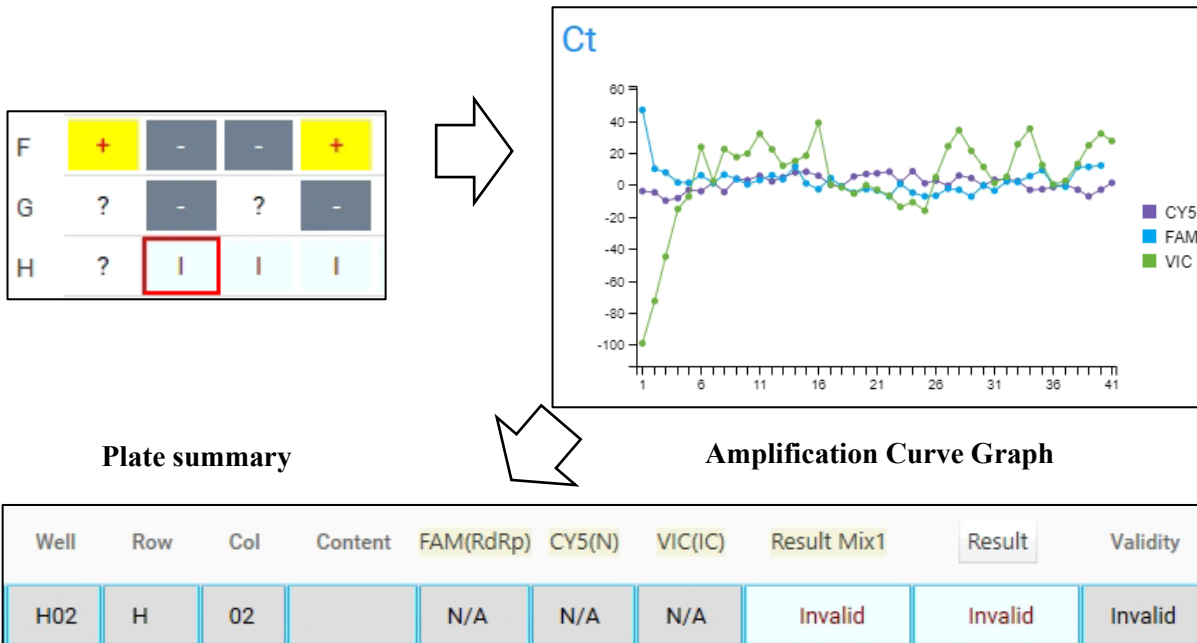 Ct
60
40
20
0
-20
-40
-60
-80
-100
1 6 11 16 21 26 31 36 41
CY5
FAM
VIC
F + - - +
G ? - ? -
H ? I I I
Plate summary
Amplification Curve Graph
Well Row Col Content FAM(RdRp) CY5(N) VIC(IC) Result Mix1 Result Validity
H02 H 02 N/A N/A N/A Invalid Invalid Invalid